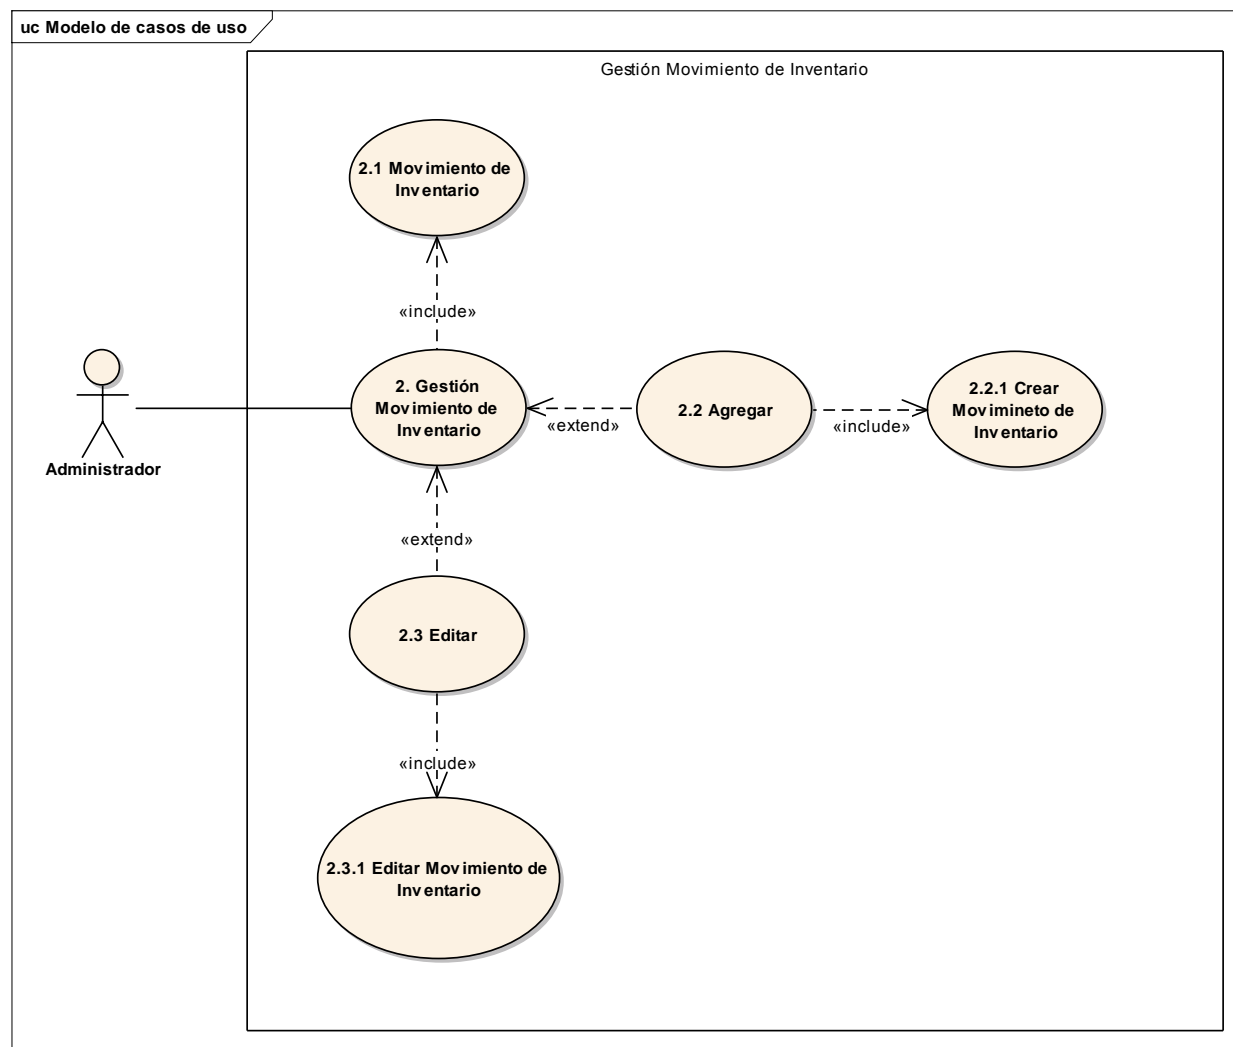 uc Modelo de casos de uso
Gestión Movimiento de Inventario
2.1 Movimiento de
Inventario
«include»
2. Gestión
Movimiento de
Inventario
«extend»
2.2 Agregar
«include»
2.2.1 Crear
Movimineto de
Inventario
Administrador
«extend»
2.3 Editar
«include»
2.3.1 Editar Movimiento de
Inventario